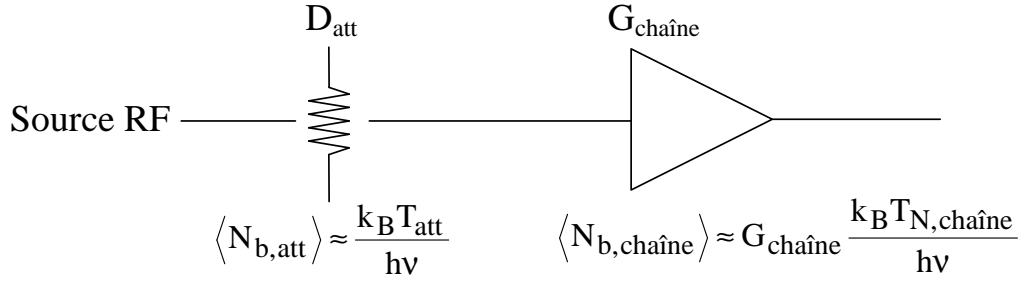 D_att G_chaîne
Source RF
⟨N_b,att⟩ ≈ k_B T_att / hν ⟨N_b,chaîne⟩ ≈ G_chaîne k_B T_N,chaîne / hν